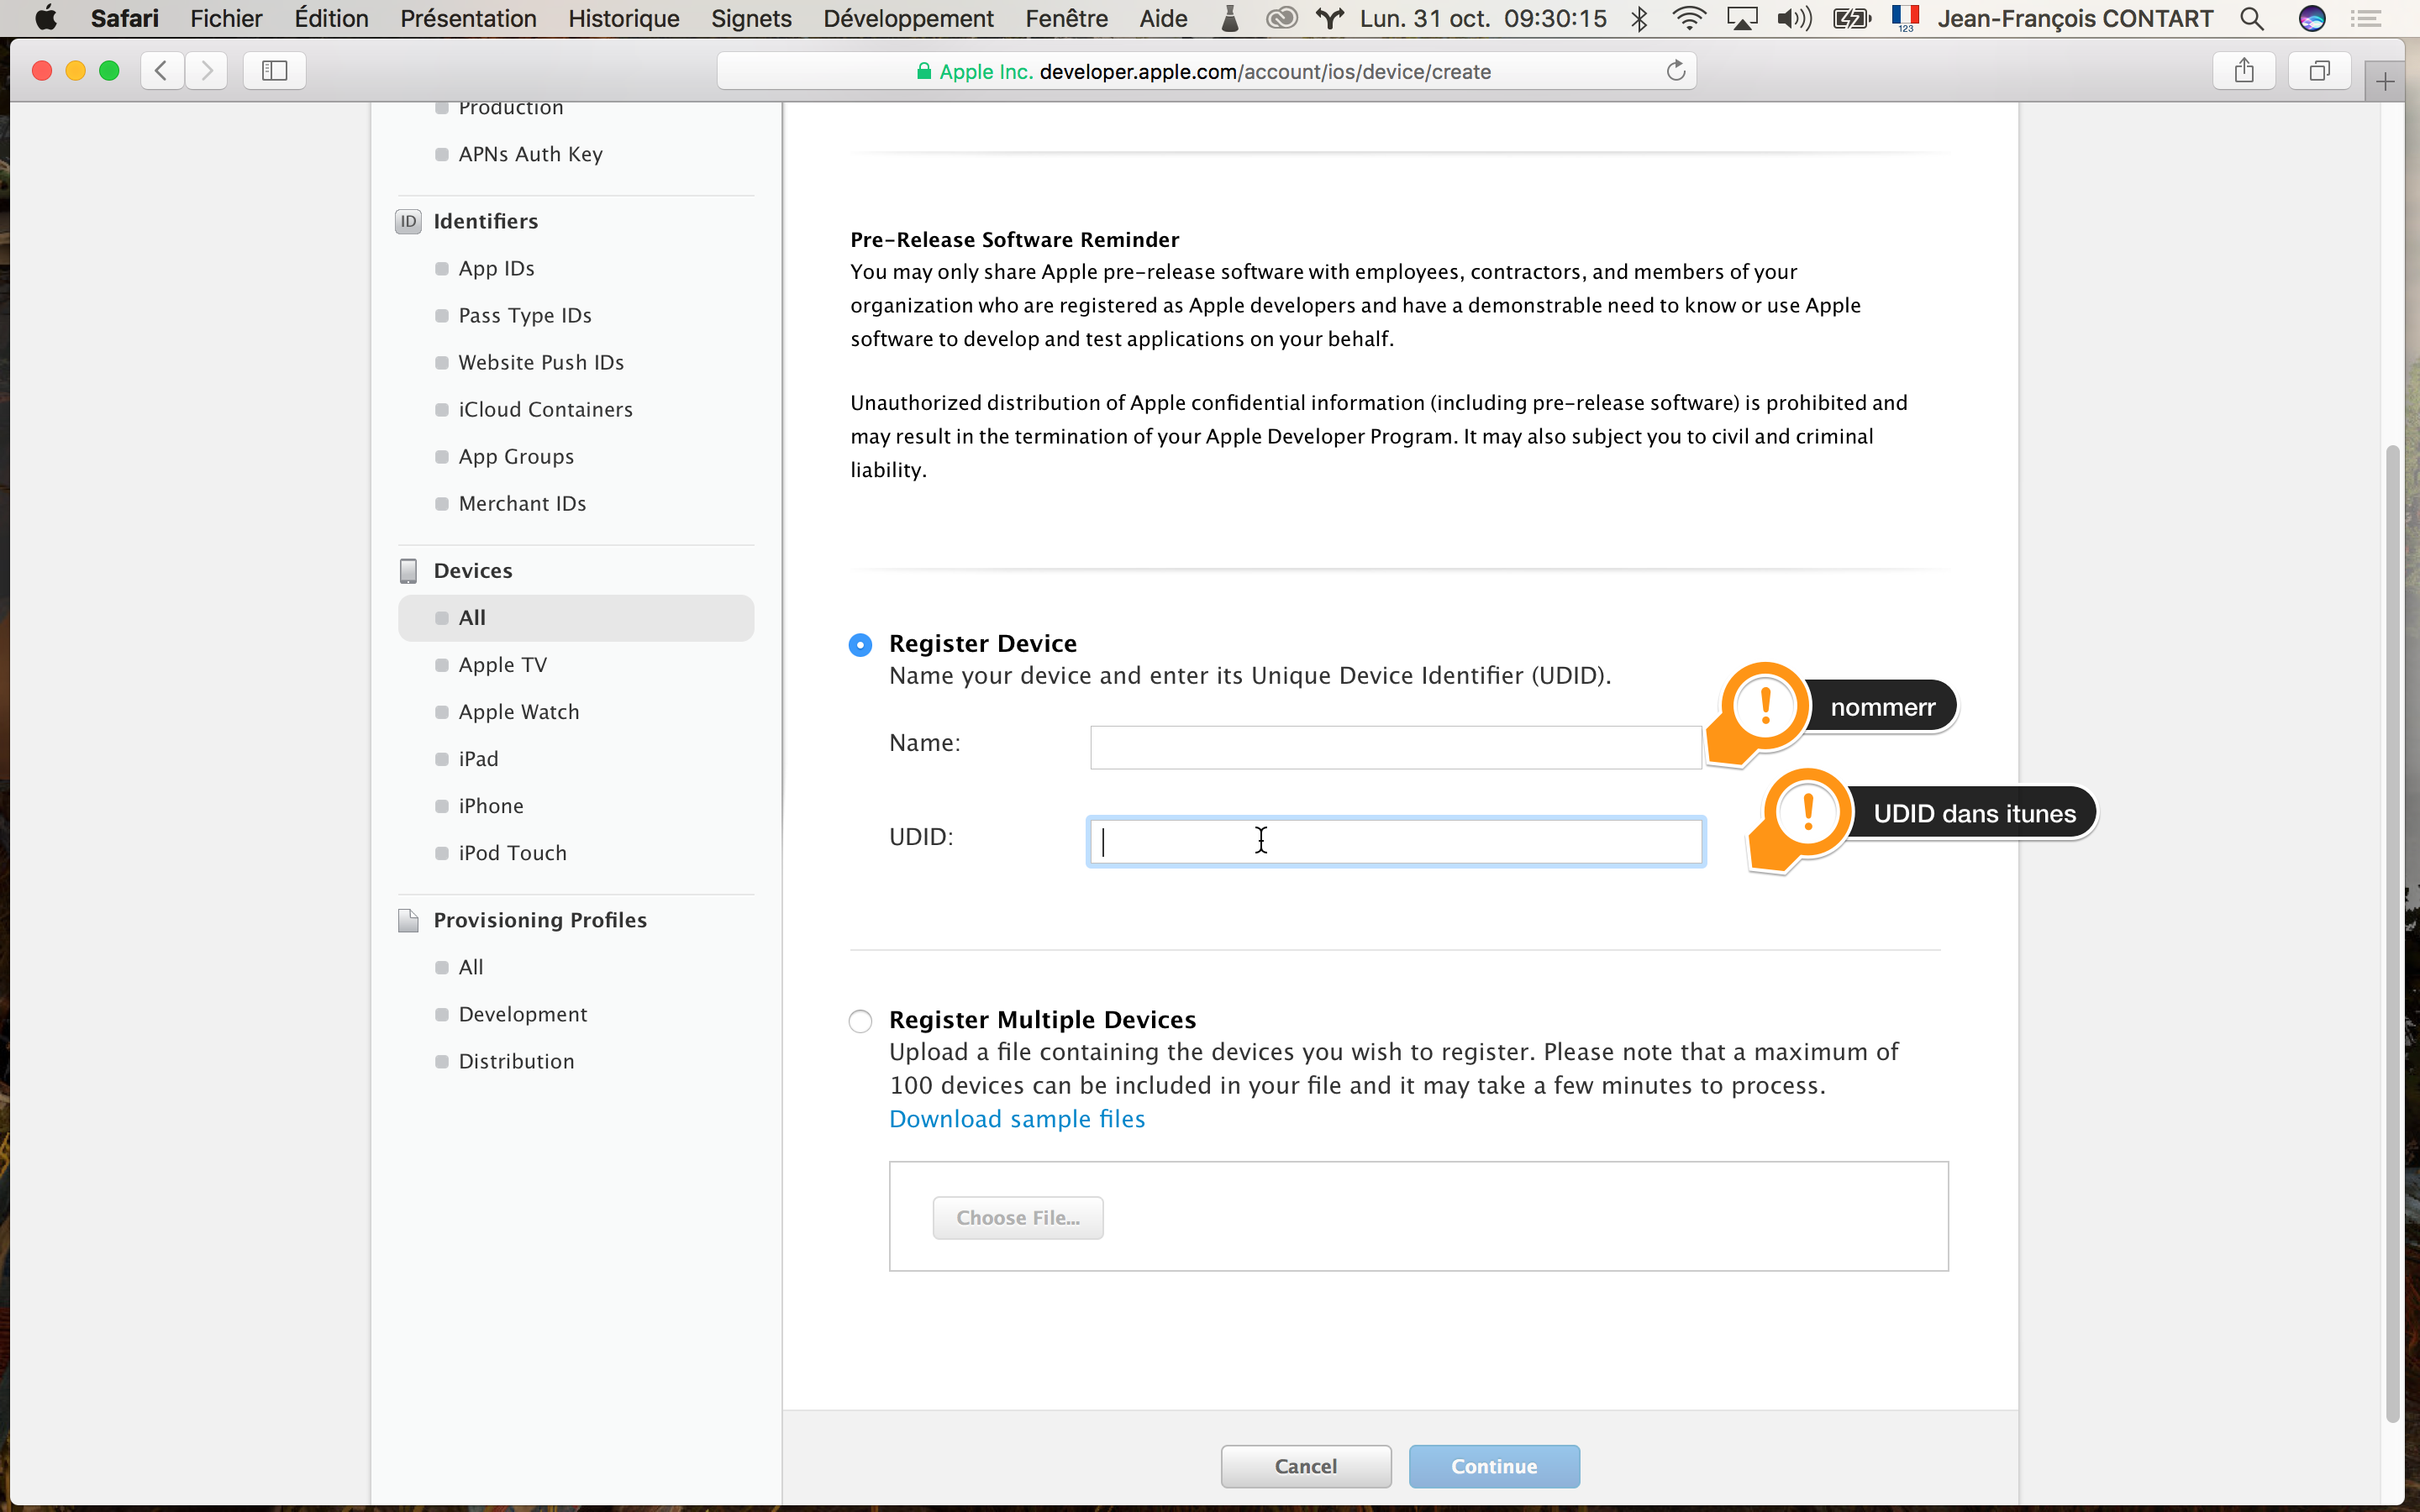 Safari Fichier Édition Présentation Historique Signets Développement Fenêtre Aide Lun. 31 oct. 09:30:15 123 Jean-François CONTART
Apple Inc. developer.apple.com/account/ios/device/create
Production
APNs Auth Key
ID Identifiers
App IDs
Pass Type IDs
Website Push IDs
iCloud Containers
App Groups
Merchant IDs
Devices
All
Apple TV
Apple Watch
iPad
iPhone
iPod Touch
Provisioning Profiles
All
Development
Distribution
Pre-Release Software Reminder
You may only share Apple pre-release software with employees, contractors, and members of your
organization who are registered as Apple developers and have a demonstrable need to know or use Apple
software to develop and test applications on your behalf.
Unauthorized distribution of Apple confidential information (including pre-release software) is prohibited and
may result in the termination of your Apple Developer Program. It may also subject you to civil and criminal
liability.
Register Device
Name your device and enter its Unique Device Identifier (UDID).
Name:
! nommerr
UDID:
! UDID dans itunes
Register Multiple Devices
Upload a file containing the devices you wish to register. Please note that a maximum of
100 devices can be included in your file and it may take a few minutes to process.
Download sample files
Choose File...
Cancel Continue